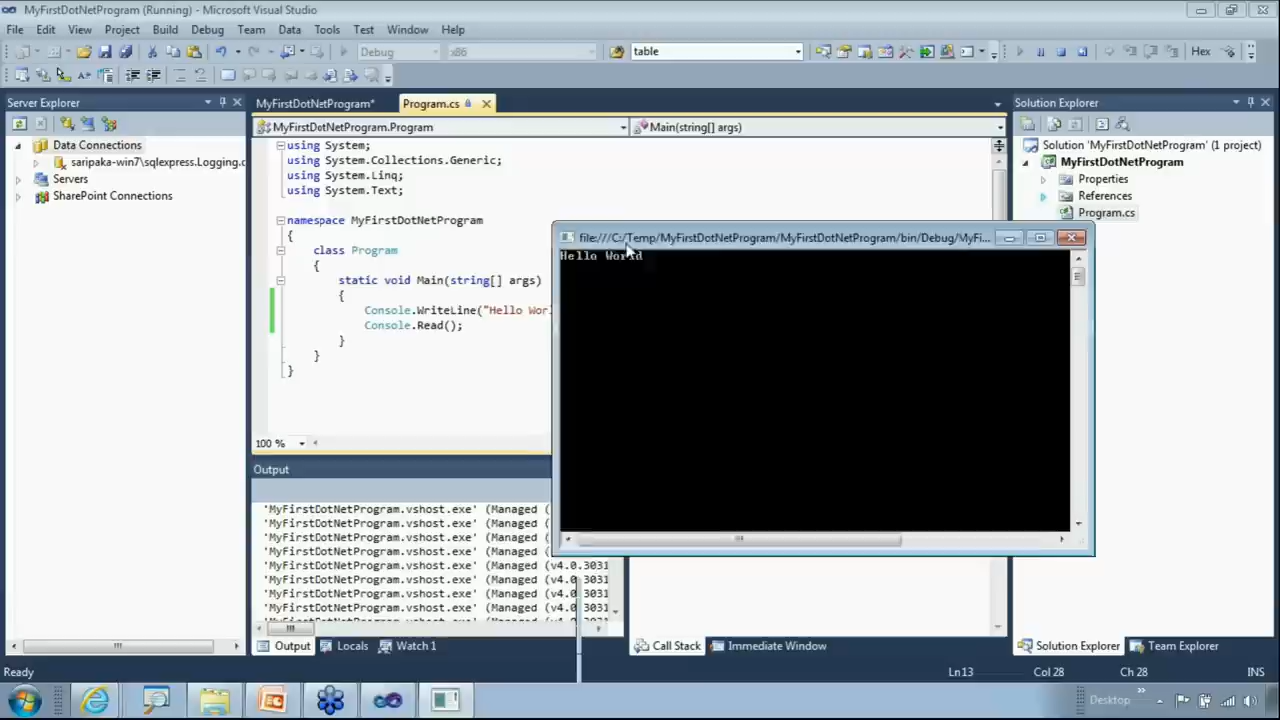 MyFirstDotNetProgram (Running) - Microsoft Visual Studio
File Edit View Project Build Debug Team Data Tools Test Window Help
Debug x86 table Hex
Server Explorer
Data Connections
saripaka-win7\sqlexpress.Logging.c
Servers
SharePoint Connections
MyFirstDotNetProgram* Program.cs
MyFirstDotNetProgram.Program Main(string[] args)
using System;
using System.Collections.Generic;
using System.Linq;
using System.Text;
namespace MyFirstDotNetProgram
{
class Program
{
static void Main(string[] args)
{
Console.WriteLine("Hello Worl
Console.Read();
}
}
}
100 %
file:///C:/Temp/MyFirstDotNetProgram/MyFirstDotNetProgram/bin/Debug/MyFi...
Hello World
Solution Explorer
Solution 'MyFirstDotNetProgram' (1 project)
MyFirstDotNetProgram
Properties
References
Program.cs
Output
'MyFirstDotNetProgram.vshost.exe' (Managed (
'MyFirstDotNetProgram.vshost.exe' (Managed (
'MyFirstDotNetProgram.vshost.exe' (Managed (
'MyFirstDotNetProgram.vshost.exe' (Managed (
'MyFirstDotNetProgram.vshost.exe' (Managed (v4.0.3031
'MyFirstDotNetProgram.vshost.exe' (Managed (v4.0.3031
'MyFirstDotNetProgram.vshost.exe' (Managed (v4.0.3031
'MyFirstDotNetProgram.vshost.exe' (Managed (v4.0.3031
Output Locals Watch 1 Call Stack Immediate Window Solution Explorer Team Explorer
Ready Ln13 Col 28 Ch 28 INS
Desktop